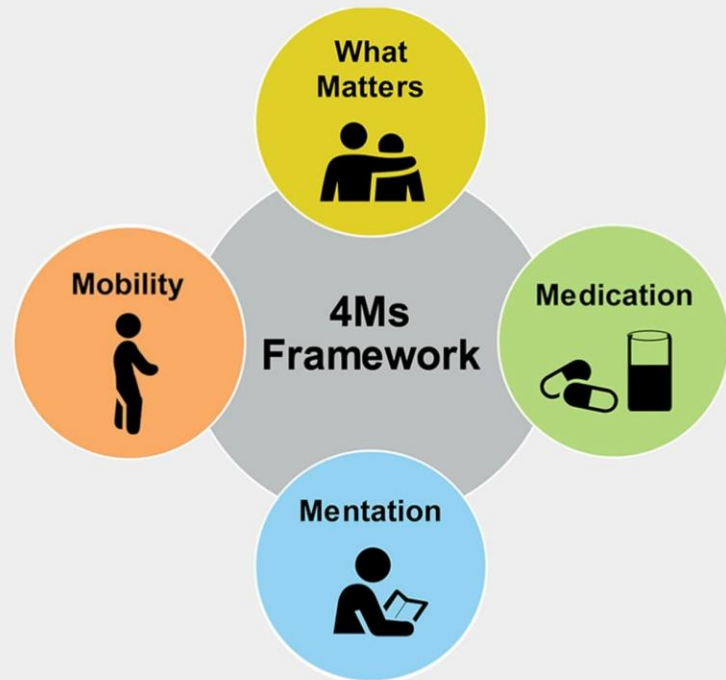 What
Matters
Mobility
4Ms
Framework
Medication
Mentation